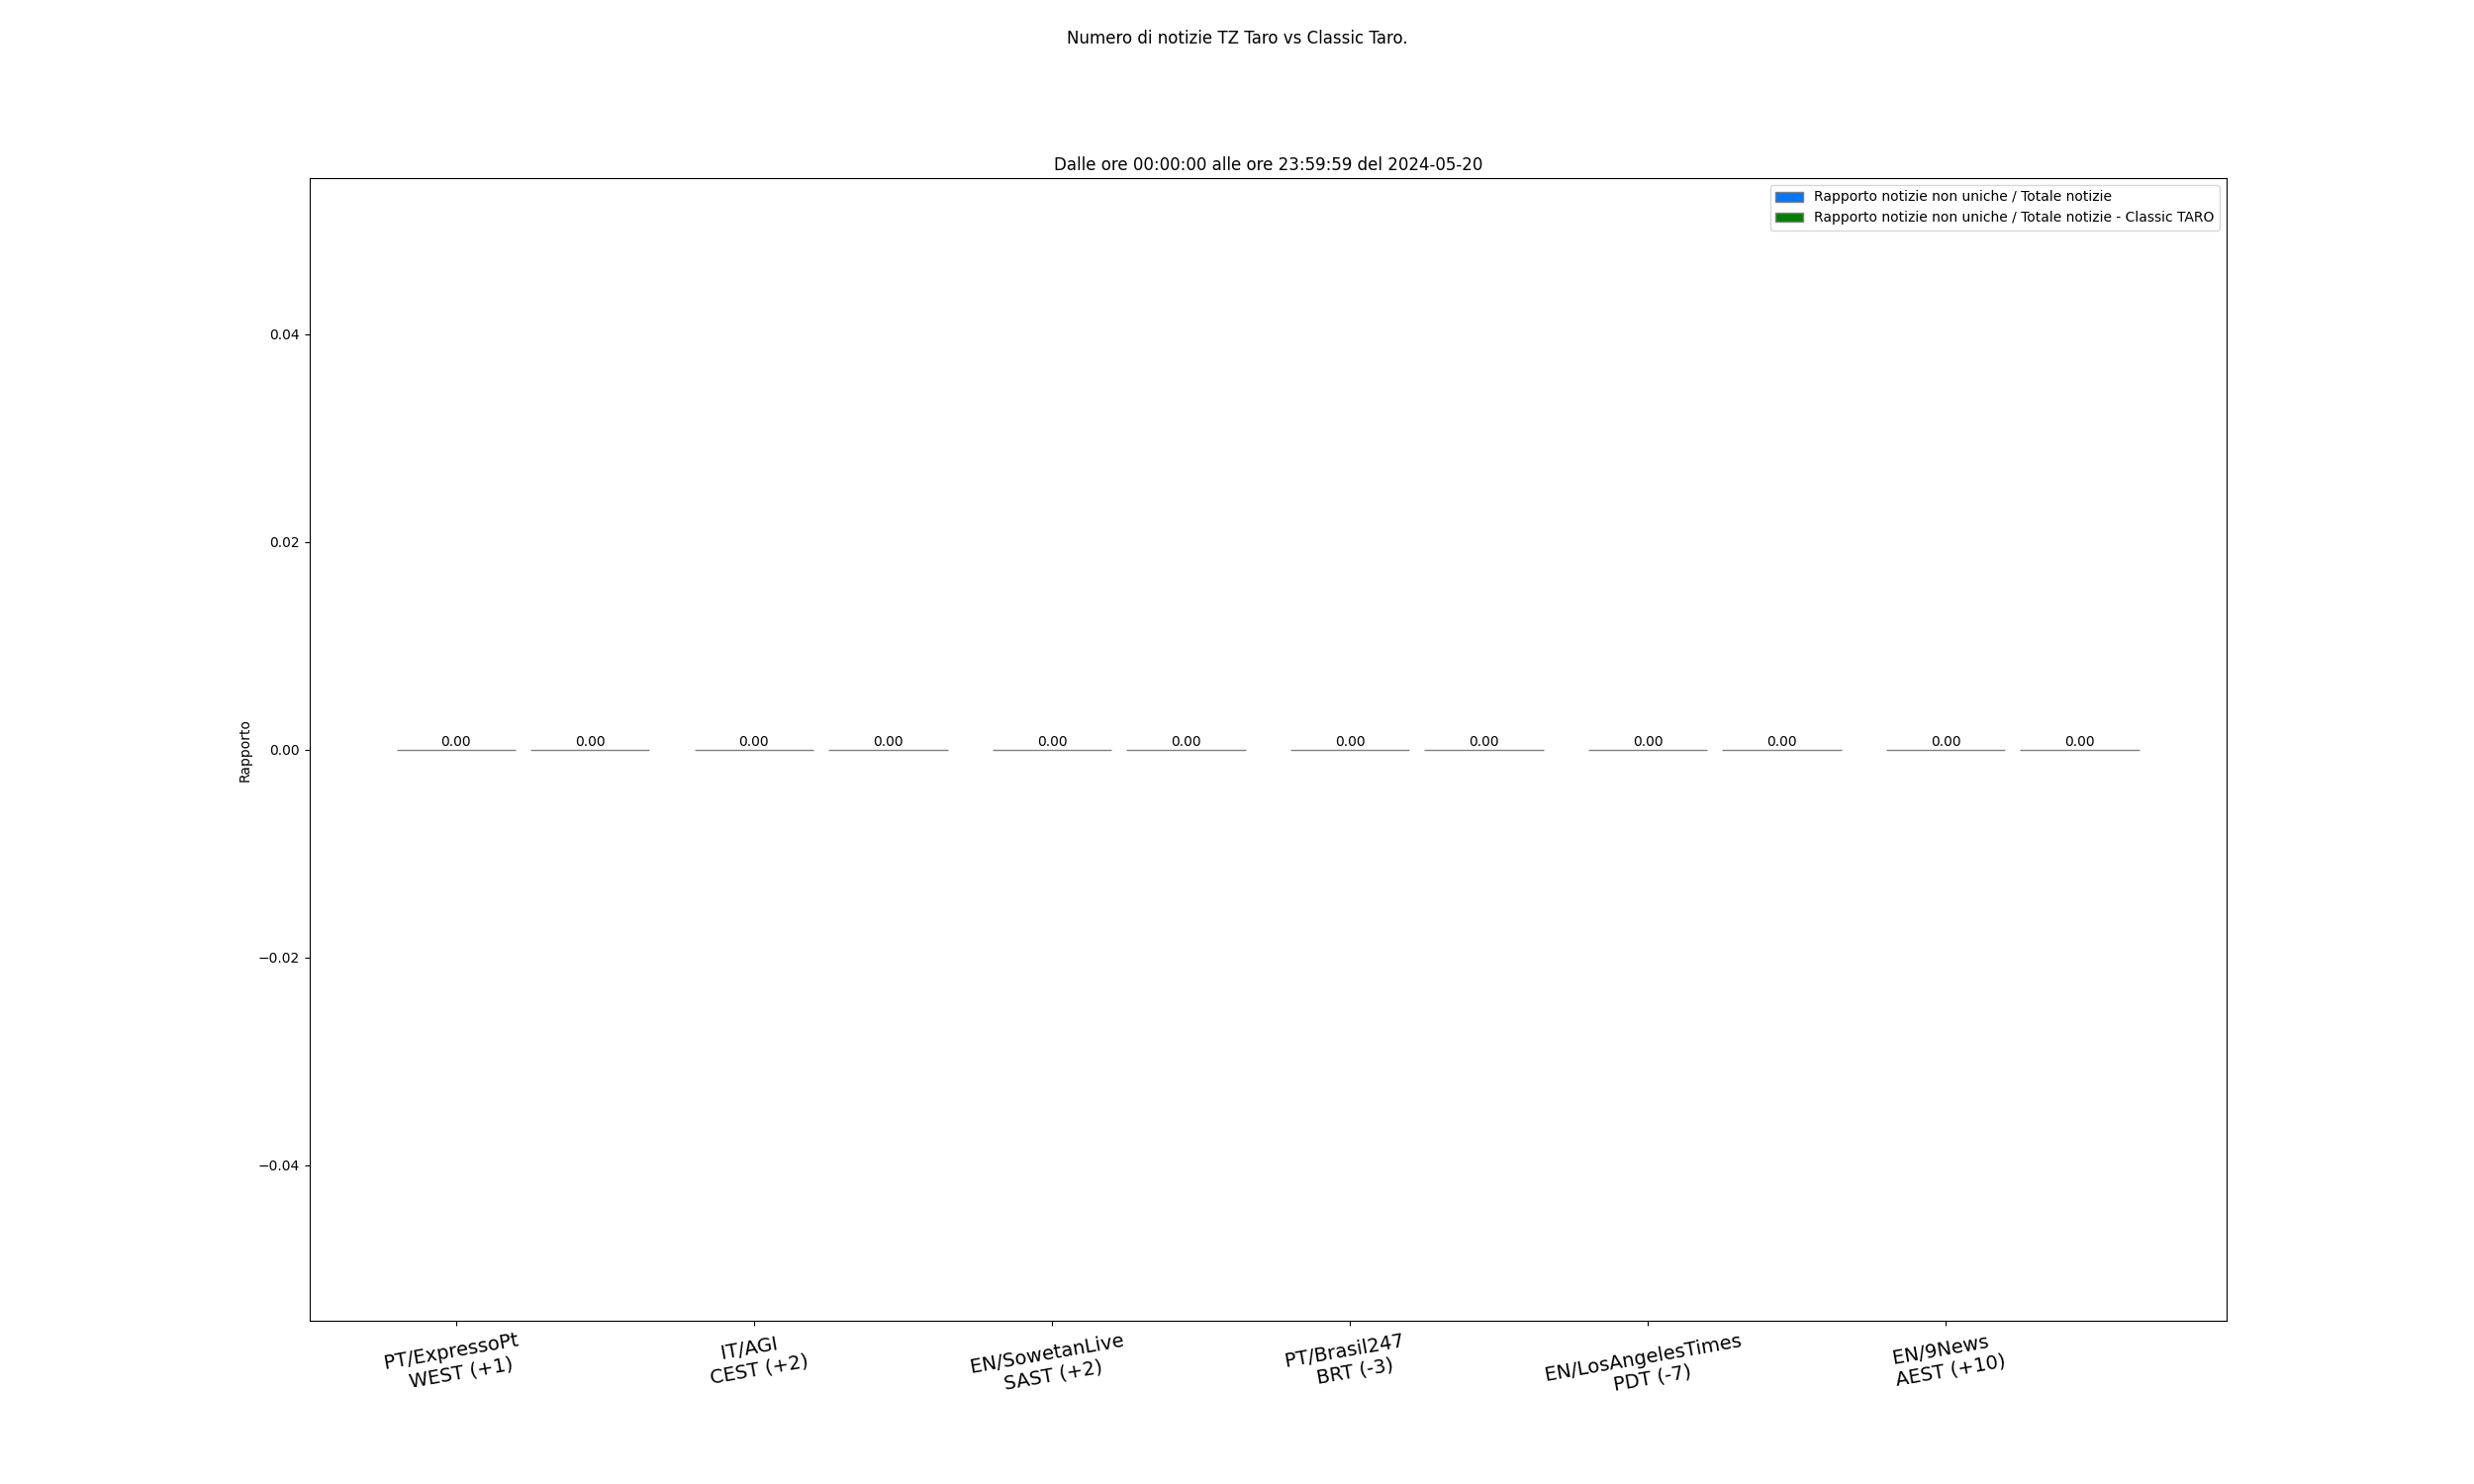 Numero di notizie TZ Taro vs Classic Taro.
Dalle ore 00:00:00 alle ore 23:59:59 del 2024-05-20
Rapporto notizie non uniche / Totale notizie
Rapporto notizie non uniche / Totale notizie - Classic TARO
Rapporto
0.04
0.02
0.00
−0.02
−0.04
0.00 0.00 0.00 0.00 0.00 0.00 0.00 0.00 0.00 0.00 0.00 0.00
PT/ExpressoPt
WEST (+1)
IT/AGI
CEST (+2)
EN/SowetanLive
SAST (+2)
PT/Brasil247
BRT (-3)
EN/LosAngelesTimes
PDT (-7)
EN/9News
AEST (+10)